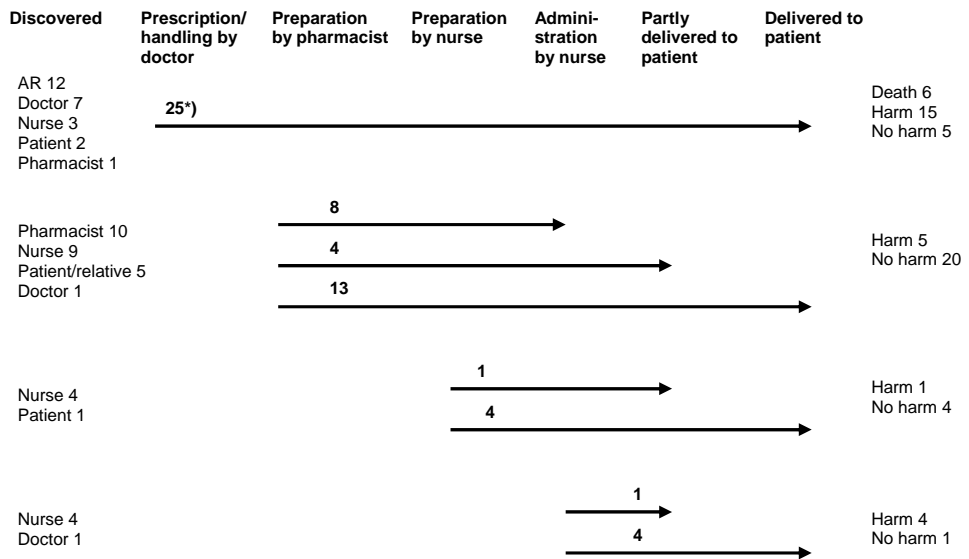 Discovered
Prescription/
handling by
doctor
Preparation
by pharmacist
Preparation
by nurse
Admini-
stration
by nurse
Partly
delivered to
patient
Delivered to
patient
AR 12
Doctor 7
Nurse 3
Patient 2
Pharmacist 1
25*)
Death 6
Harm 15
No harm 5
Pharmacist 10
Nurse 9
Patient/relative 5
Doctor 1
8
4
13
Harm 5
No harm 20
Nurse 4
Patient 1
1
4
Harm 1
No harm 4
Nurse 4
Doctor 1
1
4
Harm 4
No harm 1